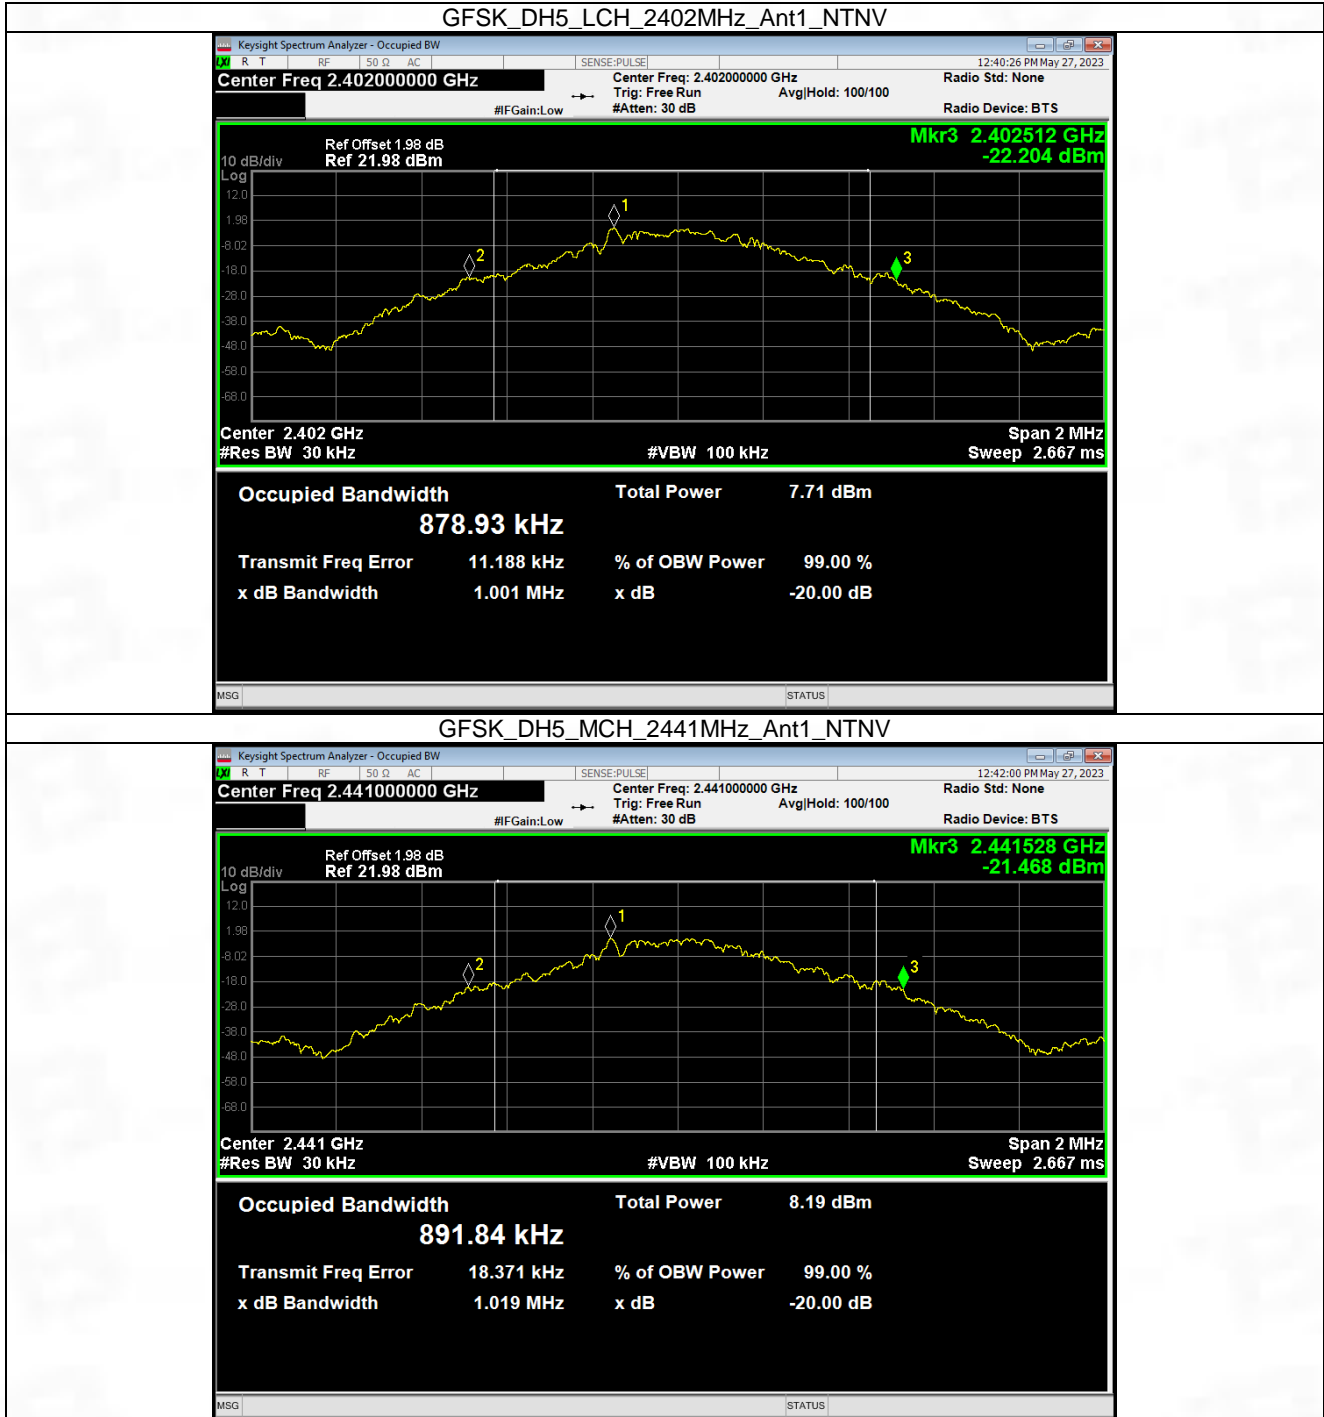 GFSK_DH5_LCH_2402MHz_Ant1_NTNV
Keysight Spectrum Analyzer - Occupied BW
LXI R T RF 50 Ω AC SENSE:PULSE 12:40:26 PM May 27, 2023
Center Freq 2.402000000 GHz Center Freq: 2.402000000 GHz Radio Std: None
Trig: Free Run Avg|Hold: 100/100
#IFGain:Low #Atten: 30 dB Radio Device: BTS
Mkr3 2.402512 GHz
-22.204 dBm
Ref Offset 1.98 dB
10 dB/div Ref 21.98 dBm
Log
12.0
1.98
-8.02
-18.0
-28.0
-38.0
-48.0
-58.0
-68.0
1
2
3
Center 2.402 GHz Span 2 MHz
#Res BW 30 kHz #VBW 100 kHz Sweep 2.667 ms
Occupied Bandwidth Total Power 7.71 dBm
878.93 kHz
Transmit Freq Error 11.188 kHz % of OBW Power 99.00 %
x dB Bandwidth 1.001 MHz x dB -20.00 dB
MSG STATUS
GFSK_DH5_MCH_2441MHz_Ant1_NTNV
Keysight Spectrum Analyzer - Occupied BW
LXI R T RF 50 Ω AC SENSE:PULSE 12:42:00 PM May 27, 2023
Center Freq 2.441000000 GHz Center Freq: 2.441000000 GHz Radio Std: None
Trig: Free Run Avg|Hold: 100/100
#IFGain:Low #Atten: 30 dB Radio Device: BTS
Mkr3 2.441528 GHz
-21.468 dBm
Ref Offset 1.98 dB
10 dB/div Ref 21.98 dBm
Log
12.0
1.98
-8.02
-18.0
-28.0
-38.0
-48.0
-58.0
-68.0
1
2
3
Center 2.441 GHz Span 2 MHz
#Res BW 30 kHz #VBW 100 kHz Sweep 2.667 ms
Occupied Bandwidth Total Power 8.19 dBm
891.84 kHz
Transmit Freq Error 18.371 kHz % of OBW Power 99.00 %
x dB Bandwidth 1.019 MHz x dB -20.00 dB
MSG STATUS